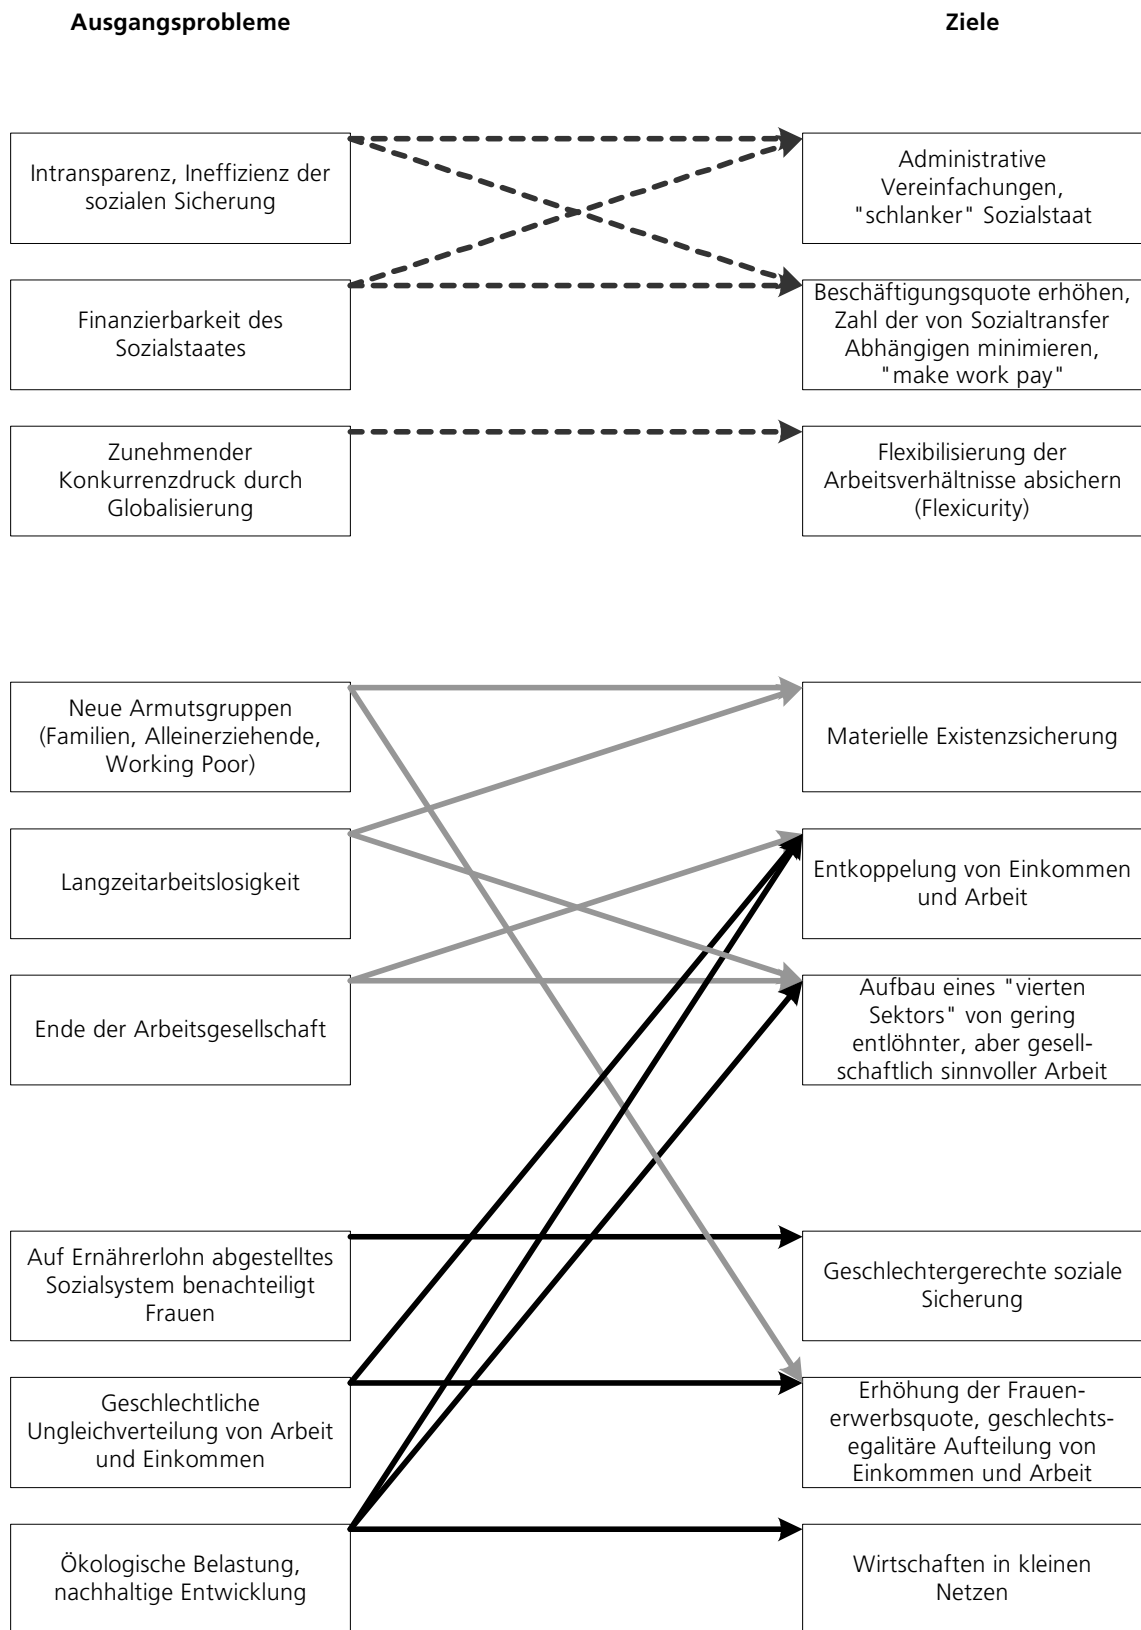 Ausgangsprobleme
Ziele
Intransparenz, Ineffizienz der
sozialen Sicherung
Administrative
Vereinfachungen,
"schlanker" Sozialstaat
Finanzierbarkeit des
Sozialstaates
Beschäftigungsquote erhöhen,
Zahl der von Sozialtransfer
Abhängigen minimieren,
"make work pay"
Zunehmender
Konkurrenzdruck durch
Globalisierung
Flexibilisierung der
Arbeitsverhältnisse absichern
(Flexicurity)
Neue Armutsgruppen
(Familien, Alleinerziehende,
Working Poor)
Materielle Existenzsicherung
Langzeitarbeitslosigkeit
Entkoppelung von Einkommen
und Arbeit
Ende der Arbeitsgesellschaft
Aufbau eines "vierten
Sektors" von gering
entlöhnter, aber gesell-
schaftlich sinnvoller Arbeit
Auf Ernährerlohn abgestelltes
Sozialsystem benachteiligt
Frauen
Geschlechtergerechte soziale
Sicherung
Geschlechtliche
Ungleichverteilung von Arbeit
und Einkommen
Erhöhung der Frauen-
erwerbsquote, geschlechts-
egalitäre Aufteilung von
Einkommen und Arbeit
Ökologische Belastung,
nachhaltige Entwicklung
Wirtschaften in kleinen
Netzen